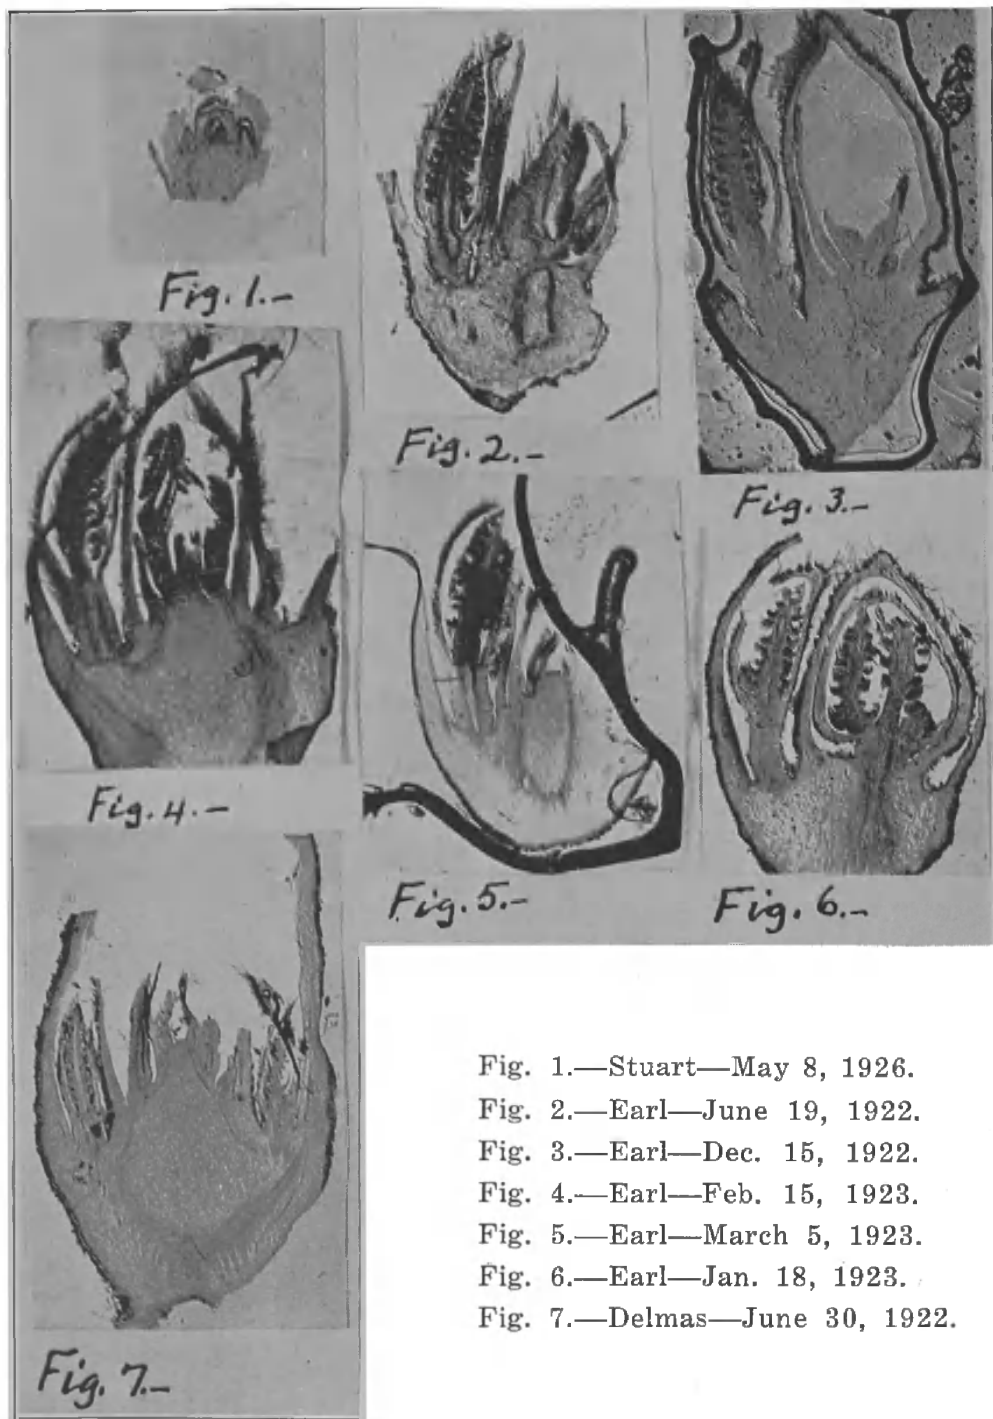 Fig. 1.-
Fig. 2.-
Fig. 3.-
Fig. 4.-
Fig. 5.-
Fig. 6.-
Fig. 7.-
Fig. 1.—Stuart—May 8, 1926.
Fig. 2.—Earl—June 19, 1922.
Fig. 3.—Earl—Dec. 15, 1922.
Fig. 4.—Earl—Feb. 15, 1923.
Fig. 5.—Earl—March 5, 1923.
Fig. 6.—Earl—Jan. 18, 1923.
Fig. 7.—Delmas—June 30, 1922.